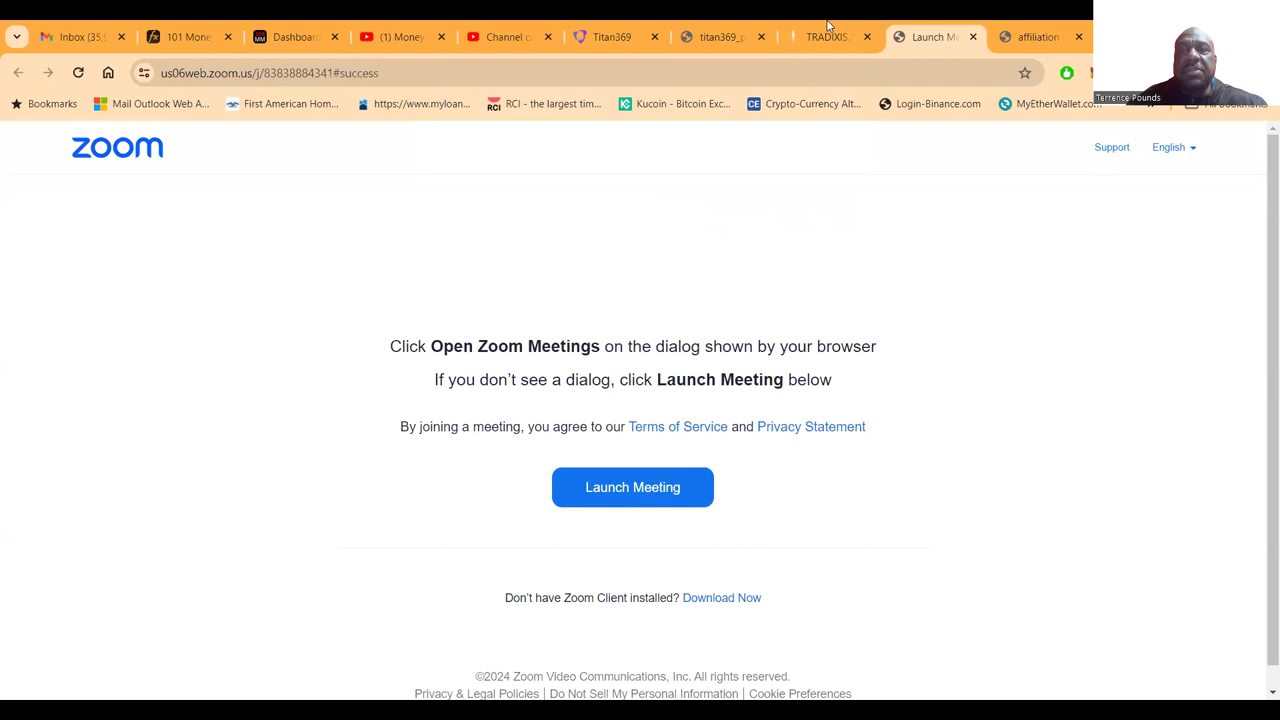 Inbox (35,
101 Mone
Dashboard
(1) Money
Channel c
Titan369
titan369_p
TRADIXIS.
Launch Me
affiliation
us06web.zoom.us/j/83838884341#success
Terrence Pounds
Bookmarks
Mail Outlook Web A...
First American Hom...
https://www.myloan...
RCI - the largest tim...
Kucoin - Bitcoin Exc...
Crypto-Currency Alt...
Login-Binance.com
MyEtherWallet.com
zoom
Support
English
Click Open Zoom Meetings on the dialog shown by your browser
If you don't see a dialog, click Launch Meeting below
By joining a meeting, you agree to our Terms of Service and Privacy Statement
Launch Meeting
Don't have Zoom Client installed? Download Now
©2024 Zoom Video Communications, Inc. All rights reserved.
Privacy & Legal Policies | Do Not Sell My Personal Information | Cookie Preferences